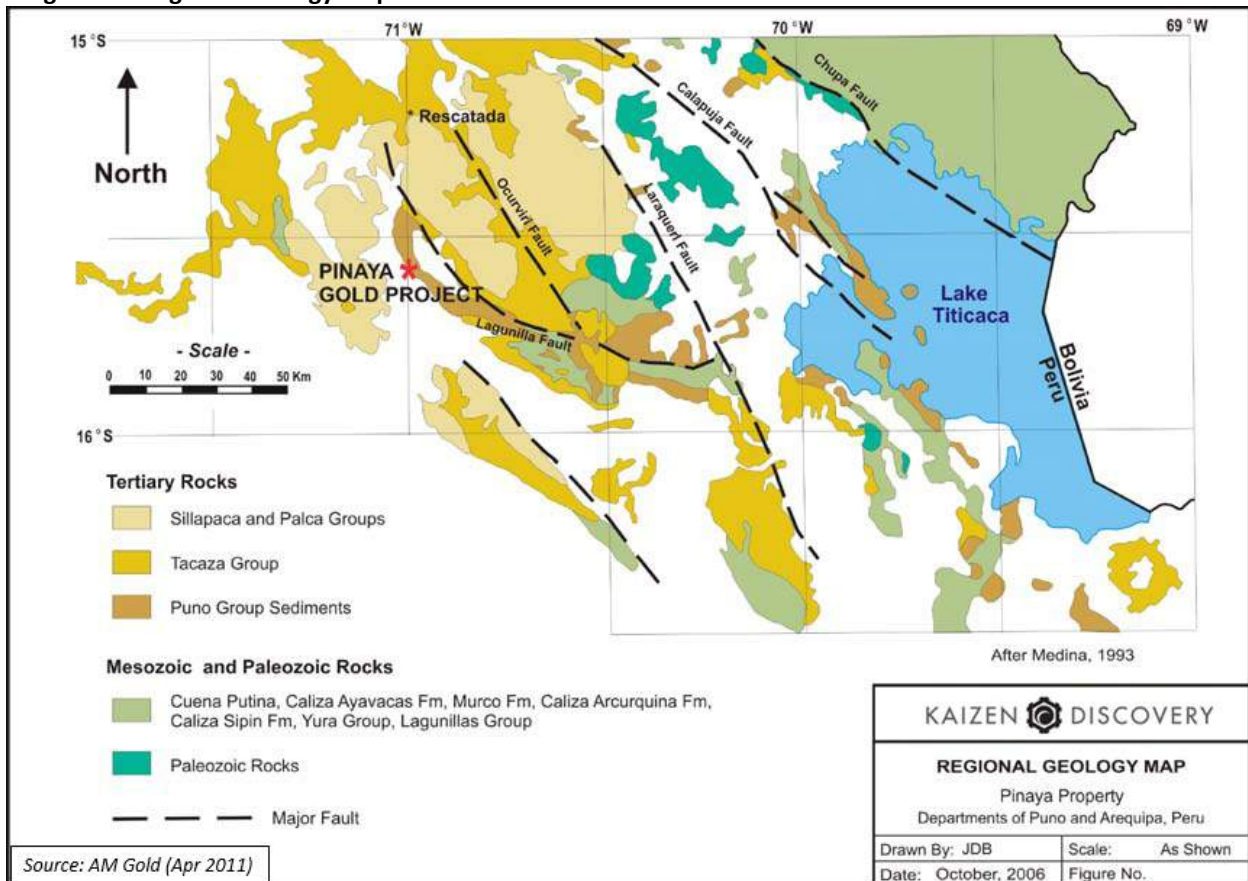 71°W
70°W
69°W
15°S
North
Rescatada
Chupa Fault
Calapuja Fault
Ocurviri Fault
Laraqueri Fault
PINAYA
GOLD PROJECT
Lagunilla Fault
Lake
Titicaca
Bolivia
Peru
- Scale -
0 10 20 30 40 50 Km
16°S
Tertiary Rocks
Sillapaca and Palca Groups
Tacaza Group
Puno Group Sediments
Mesozoic and Paleozoic Rocks
Cuena Putina, Caliza Ayavacas Fm, Murco Fm, Caliza Arcurquina Fm,
Caliza Sipin Fm, Yura Group, Lagunillas Group
Paleozoic Rocks
Major Fault
After Medina, 1993
KAIZEN DISCOVERY
REGIONAL GEOLOGY MAP
Pinaya Property
Departments of Puno and Arequipa, Peru
Drawn By: JDB Scale: As Shown
Date: October, 2006 Figure No.
Source: AM Gold (Apr 2011)